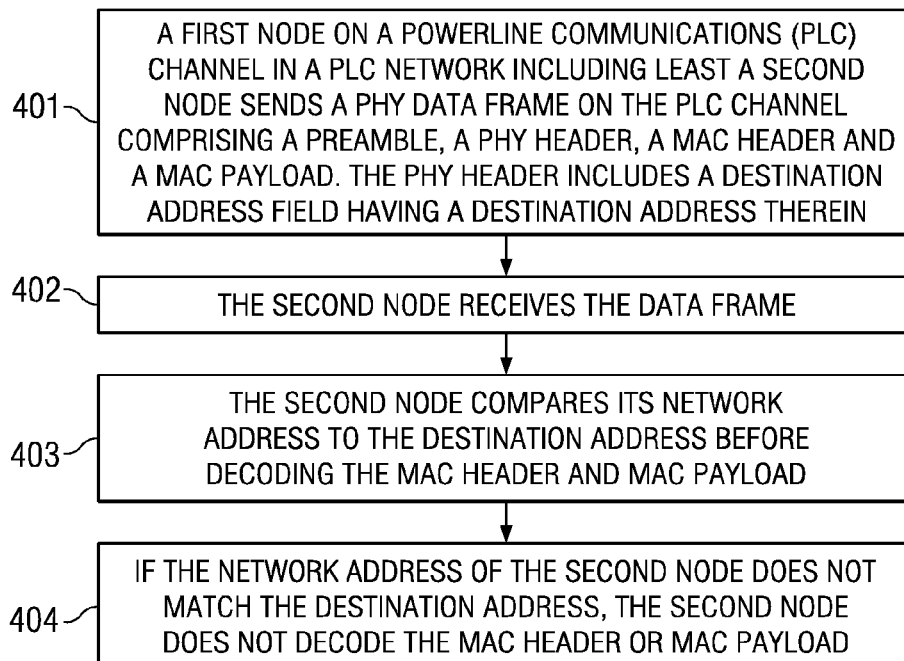 A FIRST NODE ON A POWERLINE COMMUNICATIONS (PLC)
CHANNEL IN A PLC NETWORK INCLUDING LEAST A SECOND
401
NODE SENDS A PHY DATA FRAME ON THE PLC CHANNEL
COMPRISING A PREAMBLE, A PHY HEADER, A MAC HEADER AND
A MAC PAYLOAD. THE PHY HEADER INCLUDES A DESTINATION
ADDRESS FIELD HAVING A DESTINATION ADDRESS THEREIN
402
THE SECOND NODE RECEIVES THE DATA FRAME
THE SECOND NODE COMPARES ITS NETWORK
403
ADDRESS TO THE DESTINATION ADDRESS BEFORE
DECODING THE MAC HEADER AND MAC PAYLOAD
IF THE NETWORK ADDRESS OF THE SECOND NODE DOES NOT
404
MATCH THE DESTINATION ADDRESS, THE SECOND NODE
DOES NOT DECODE THE MAC HEADER OR MAC PAYLOAD